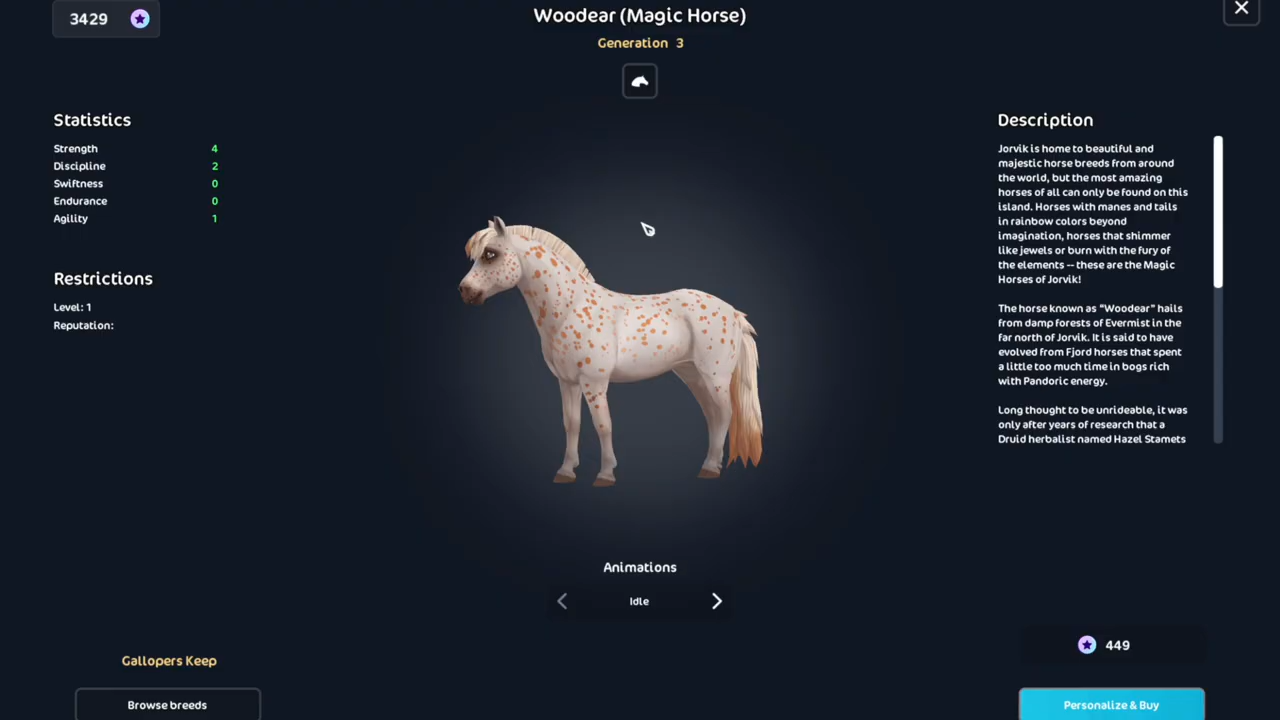 3429
Woodear (Magic Horse)
Generation 3
Statistics
Strength 4
Discipline 2
Swiftness 0
Endurance 0
Agility 1
Restrictions
Level: 1
Reputation:
Description
Jorvik is home to beautiful and
majestic horse breeds from around
the world, but the most amazing
horses of all can only be found on this
island. Horses with manes and tails
in rainbow colors beyond
imagination, horses that shimmer
like jewels or burn with the fury of
the elements -- these are the Magic
Horses of Jorvik!
The horse known as "Woodear" hails
from damp forests of Evermist in the
far north of Jorvik. It is said to have
evolved from Fjord horses that spent
a little too much time in bogs rich
with Pandoric energy.
Long thought to be unrideable, it was
only after years of research that a
Druid herbalist named Hazel Stamets
Animations
Idle
Gallopers Keep
Browse breeds
449
Personalize & Buy